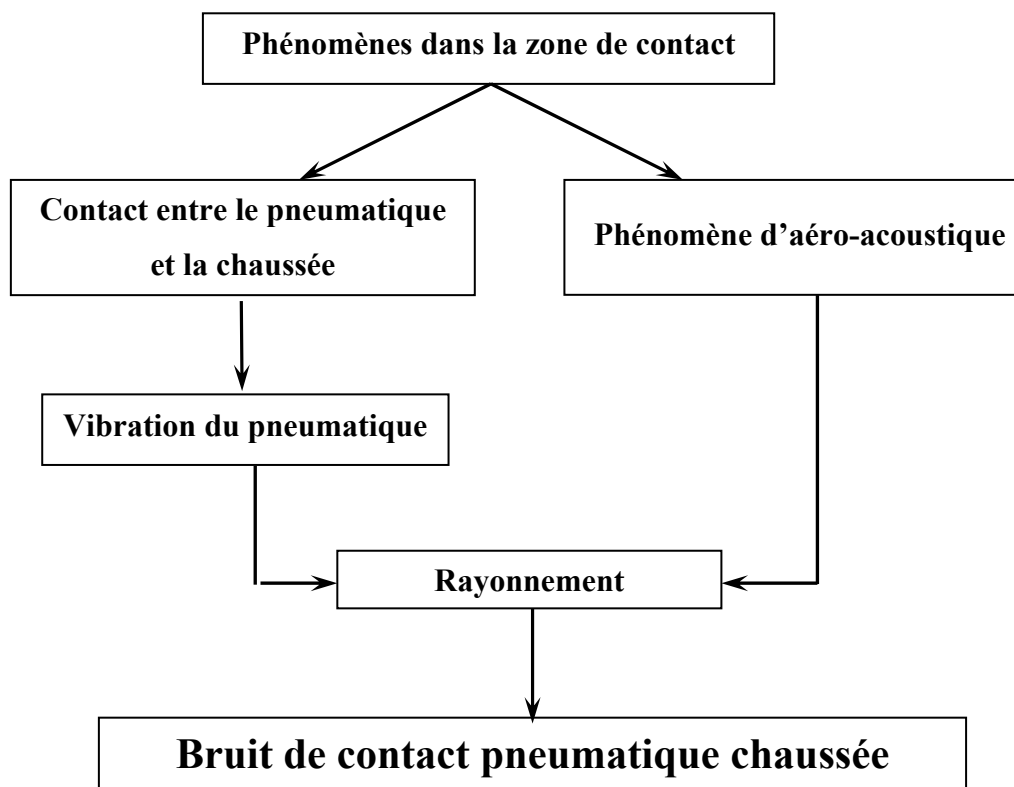 Phénomènes dans la zone de contact
Contact entre le pneumatique
et la chaussée
Phénomène d’aéro-acoustique
Vibration du pneumatique
Rayonnement
Bruit de contact pneumatique chaussée